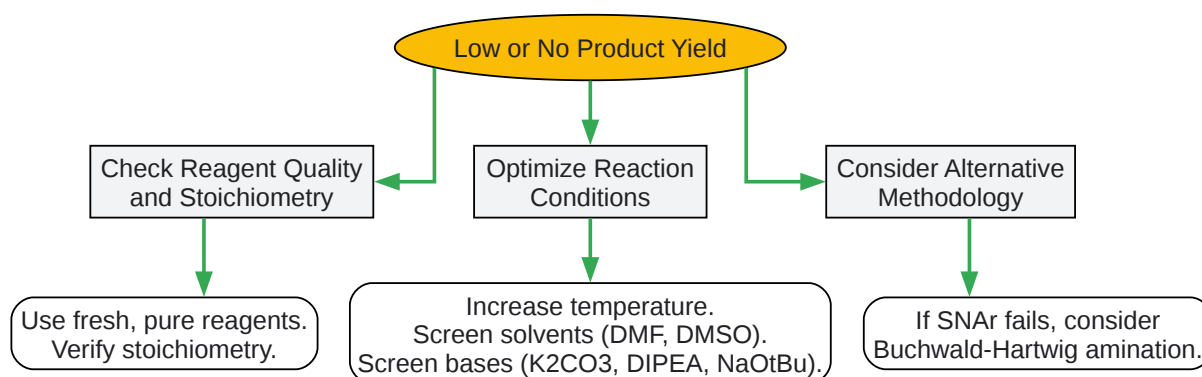 Low or No Product Yield
Check Reagent Quality
and Stoichiometry
Optimize Reaction
Conditions
Consider Alternative
Methodology
Use fresh, pure reagents.
Verify stoichiometry.
Increase temperature.
Screen solvents (DMF, DMSO).
Screen bases (K2CO3, DIPEA, NaOtBu).
If SNAr fails, consider
Buchwald-Hartwig amination.